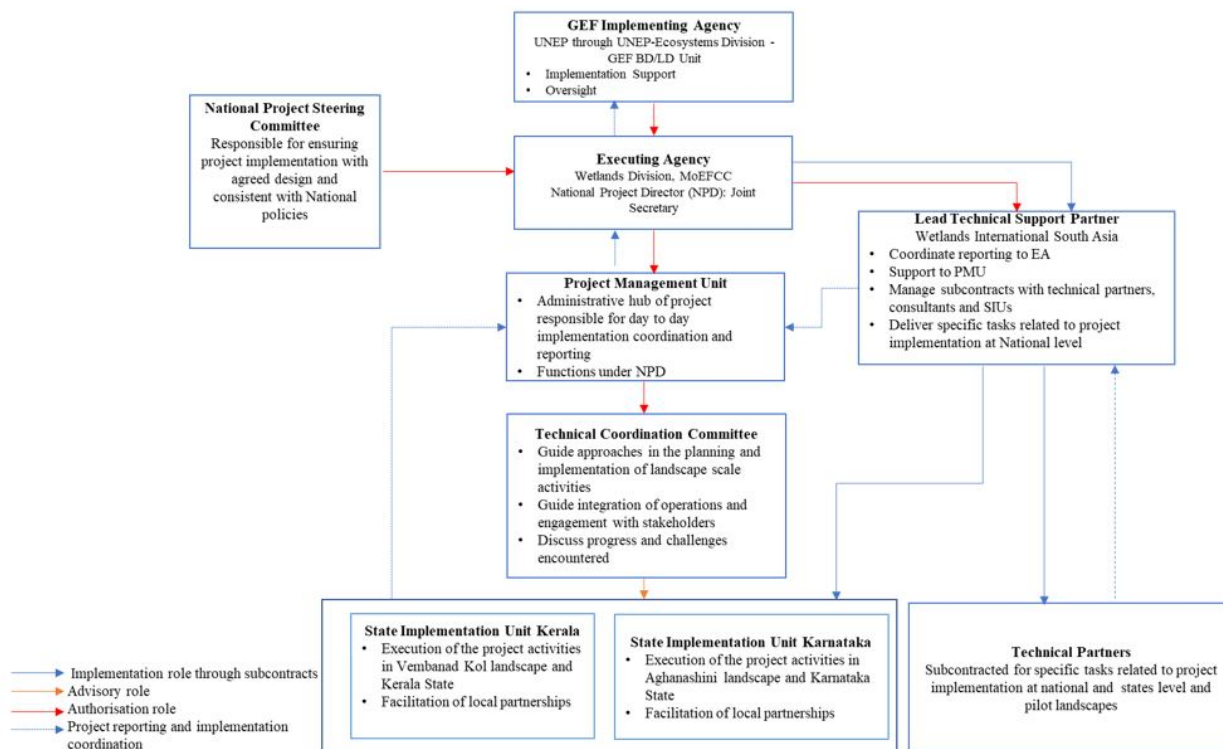 GEF Implementing Agency
UNEP through UNEP-Ecosystems Division -
GEF BD/LD Unit
• Implementation Support
• Oversight
National Project Steering
Committee
Responsible for ensuring
project implementation with
agreed design and
consistent with National
policies
Executing Agency
Wetlands Division, MoEFCC
National Project Director (NPD): Joint
Secretary
Lead Technical Support Partner
Wetlands International South Asia
• Coordinate reporting to EA
• Support to PMU
• Manage subcontracts with technical partners,
consultants and SIUs
• Deliver specific tasks related to project
implementation at National level
Project Management Unit
• Administrative hub of project
responsible for day to day
implementation coordination and
reporting
• Functions under NPD
Technical Coordination Committee
• Guide approaches in the planning and
implementation of landscape scale
activities
• Guide integration of operations and
engagement with stakeholders
• Discuss progress and challenges
encountered
State Implementation Unit Kerala
• Execution of the project activities
in Vembanad Kol landscape and
Kerala State
• Facilitation of local partnerships
State Implementation Unit Karnataka
• Execution of the project activities in
Aghanashini landscape and Karnataka
State
• Facilitation of local partnerships
Technical Partners
Subcontracted for specific tasks related to project
implementation at national and states level and
pilot landscapes
Implementation role through subcontracts
Advisory role
Authorisation role
Project reporting and implementation
coordination